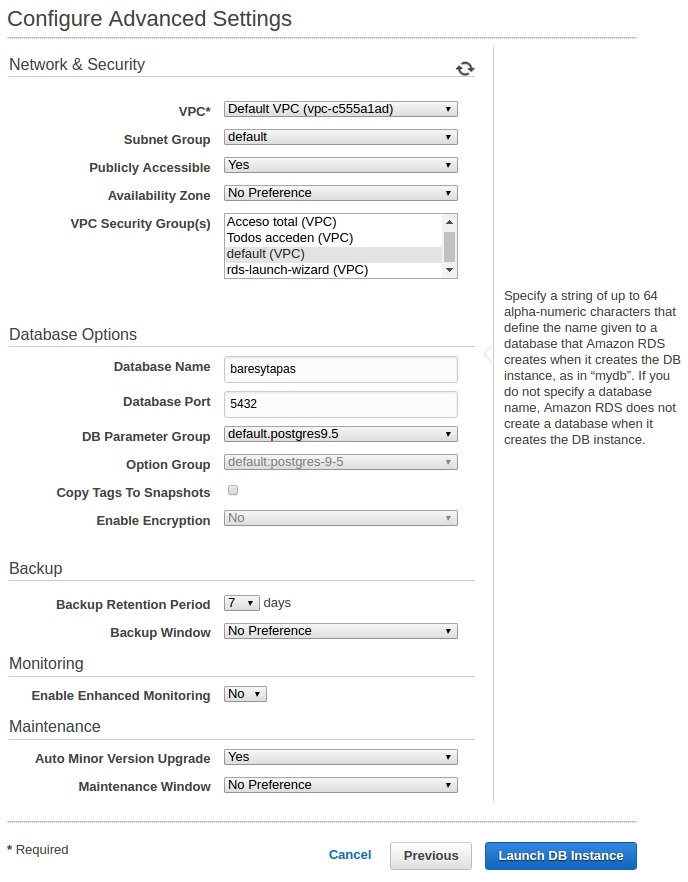 Configure Advanced Settings
Network & Security
VPC* Default VPC (vpc-c555a1ad)
Subnet Group default
Publicly Accessible Yes
Availability Zone No Preference
VPC Security Group(s) Acceso total (VPC)
Todos acceden (VPC)
default (VPC)
rds-launch-wizard (VPC)
Database Options
Database Name baresytapas
Database Port 5432
DB Parameter Group default.postgres9.5
Option Group default:postgres-9-5
Copy Tags To Snapshots
Enable Encryption No
Backup
Backup Retention Period 7 days
Backup Window No Preference
Monitoring
Enable Enhanced Monitoring No
Maintenance
Auto Minor Version Upgrade Yes
Maintenance Window No Preference
Specify a string of up to 64
alpha-numeric characters that
define the name given to a
database that Amazon RDS
creates when it creates the DB
instance, as in “mydb”. If you
do not specify a database
name, Amazon RDS does not
create a database when it
creates the DB instance.
* Required
Cancel Previous Launch DB Instance